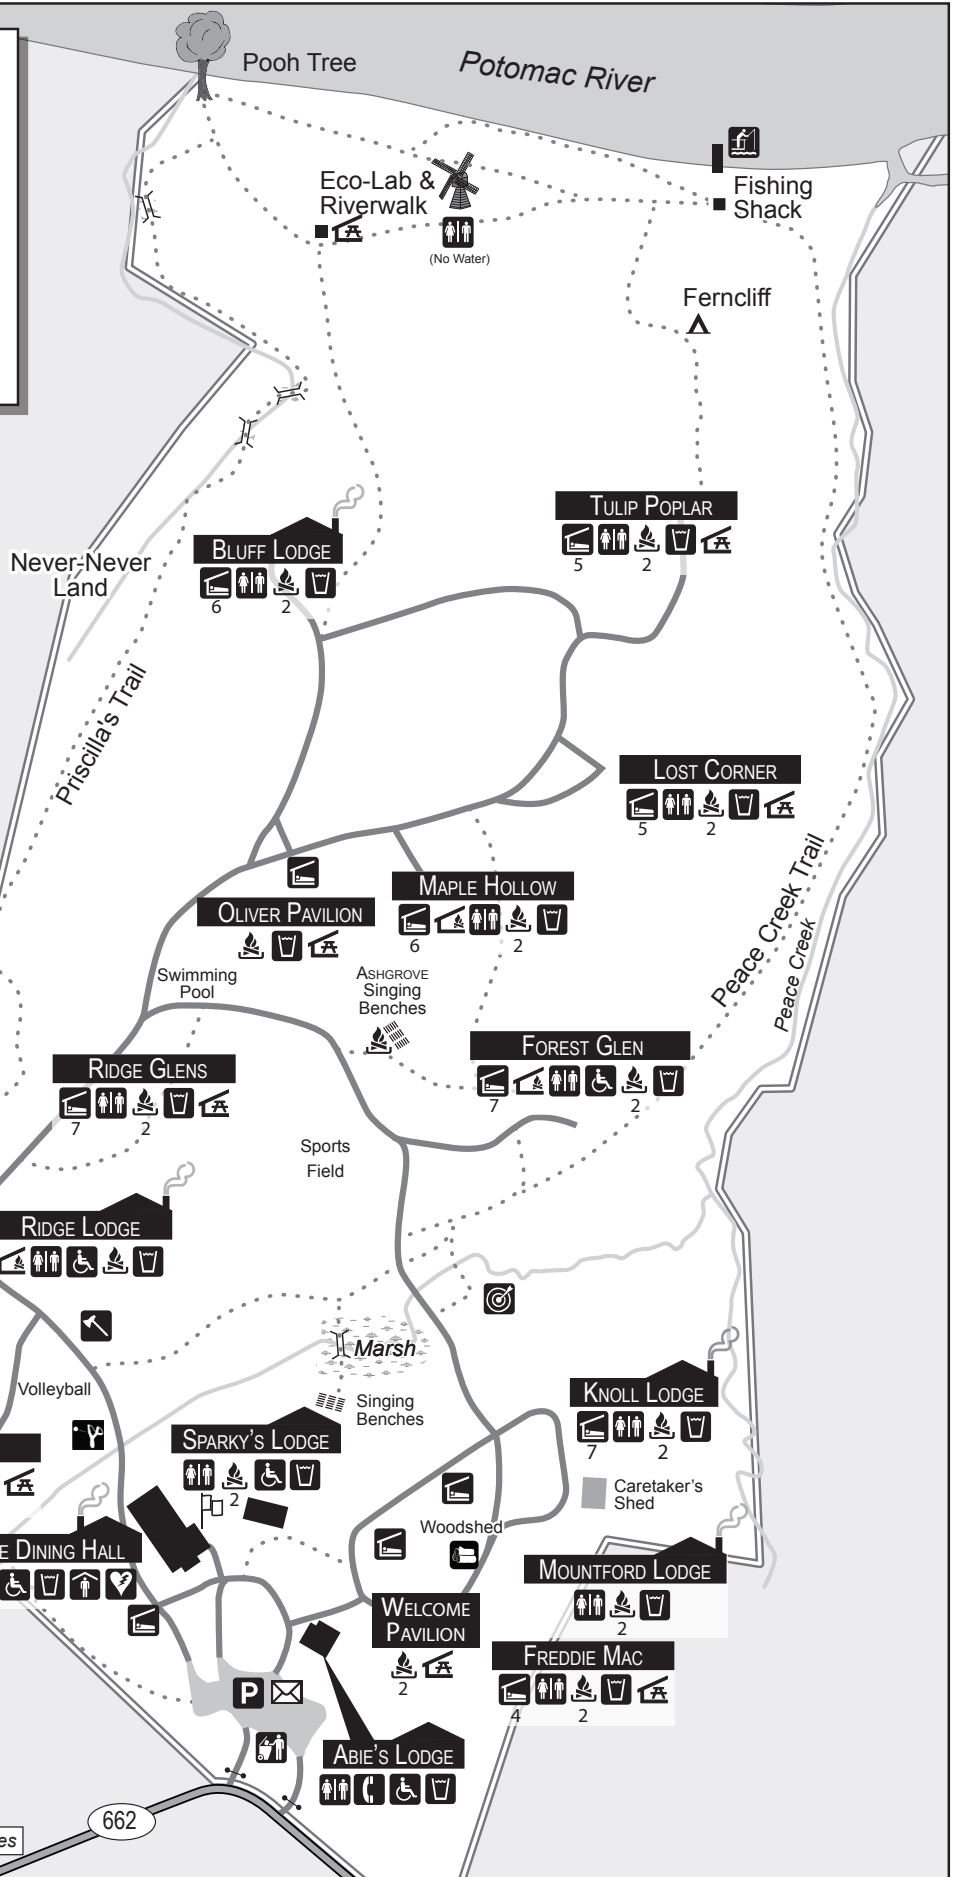 Pooh Tree
Potomac River
Eco-Lab &
Riverwalk
(No Water)
Fishing
Shack
Ferncliff
TULIP POPLAR
5
2
BLUFF LODGE
6
2
Never-Never
Land
Priscilla's Trail
LOST CORNER
5
2
MAPLE HOLLOW
6
2
OLIVER PAVILION
Peace Creek Trail
Peace Creek
Swimming
Pool
ASHGROVE
Singing
Benches
FOREST GLEN
7
2
RIDGE GLENS
7
2
Sports
Field
RIDGE LODGE
Marsh
Volleyball
Singing
Benches
KNOLL LODGE
7
2
SPARKY'S LODGE
2
Caretaker's
Shed
Woodshed
E DINING HALL
MOUNTFORD LODGE
2
WELCOME
PAVILION
2
FREDDIE MAC
4
2
P
ABIE'S LODGE
662
es